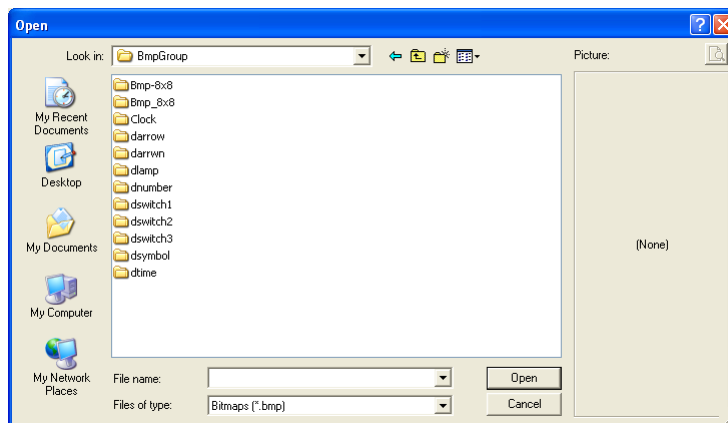 Open
Look in: BmpGroup
Picture:
My Recent
Documents
Desktop
My Documents
My Computer
My Network
Places
Bmp-8x8
Bmp_8x8
Clock
darrow
darrwn
dlamp
dnumber
dswitch1
dswitch2
dswitch3
dsymbol
dtime
(None)
File name:
Open
Files of type: Bitmaps (*.bmp)
Cancel